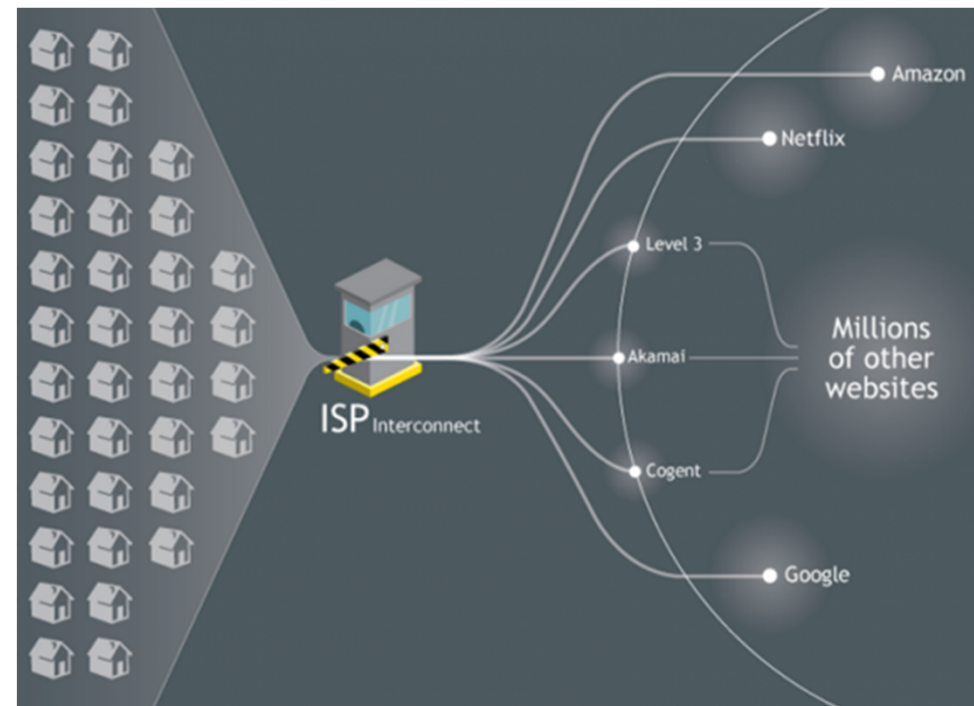 Amazon
Netflix
Level 3
Millions
of other
websites
Akamai
ISP Interconnect
Cogent
Google